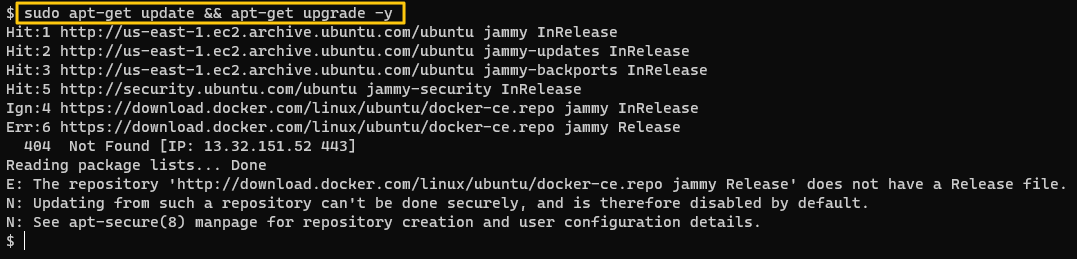 $ sudo apt-get update && apt-get upgrade -y
Hit:1 http://us-east-1.ec2.archive.ubuntu.com/ubuntu jammy InRelease
Hit:2 http://us-east-1.ec2.archive.ubuntu.com/ubuntu jammy-updates InRelease
Hit:3 http://us-east-1.ec2.archive.ubuntu.com/ubuntu jammy-backports InRelease
Hit:5 http://security.ubuntu.com/ubuntu jammy-security InRelease
Ign:4 https://download.docker.com/linux/ubuntu/docker-ce.repo jammy InRelease
Err:6 https://download.docker.com/linux/ubuntu/docker-ce.repo jammy Release
  404  Not Found [IP: 13.32.151.52 443]
Reading package lists... Done
E: The repository 'http://download.docker.com/linux/ubuntu/docker-ce.repo jammy Release' does not have a Release file.
N: Updating from such a repository can't be done securely, and is therefore disabled by default.
N: See apt-secure(8) manpage for repository creation and user configuration details.
$